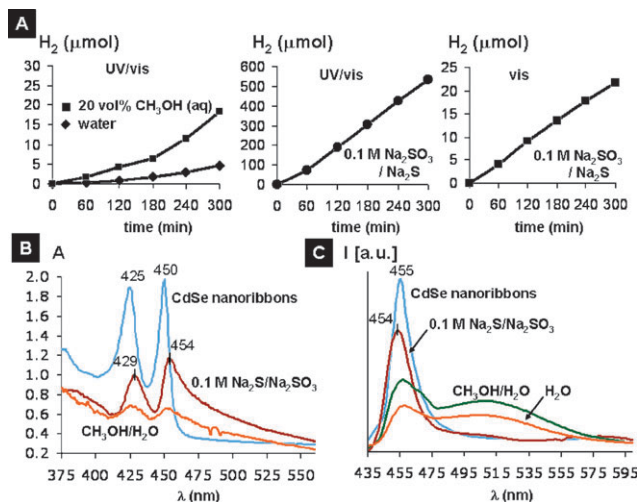 A
H₂ (μmol)
UV/vis
30
25
20
15
10
5
0
20 vol% CH₃OH (aq)
water
0 60 120 180 240 300
time (min)
H₂ (μmol)
UV/vis
600
500
400
300
200
100
0
0.1 M Na₂SO₃
/ Na₂S
0 60 120 180 240 300
time (min)
H₂ (μmol)
vis
25
20
15
10
5
0
0.1 M Na₂SO₃
/ Na₂S
0 60 120 180 240 300
time (min)
B
A
2.0
1.8
1.6
1.4
1.2
1.0
0.8
0.6
0.4
0.2
425
450
CdSe nanoribbons
429
454
0.1 M Na₂S/Na₂SO₃
CH₃OH/H₂O
375 400 425 450 475 500 525 550
λ (nm)
C
I [a.u.]
455
CdSe nanoribbons
454
0.1 M Na₂S/Na₂SO₃
CH₃OH/H₂O
H₂O
435 455 475 495 515 535 555 575 595
λ (nm)